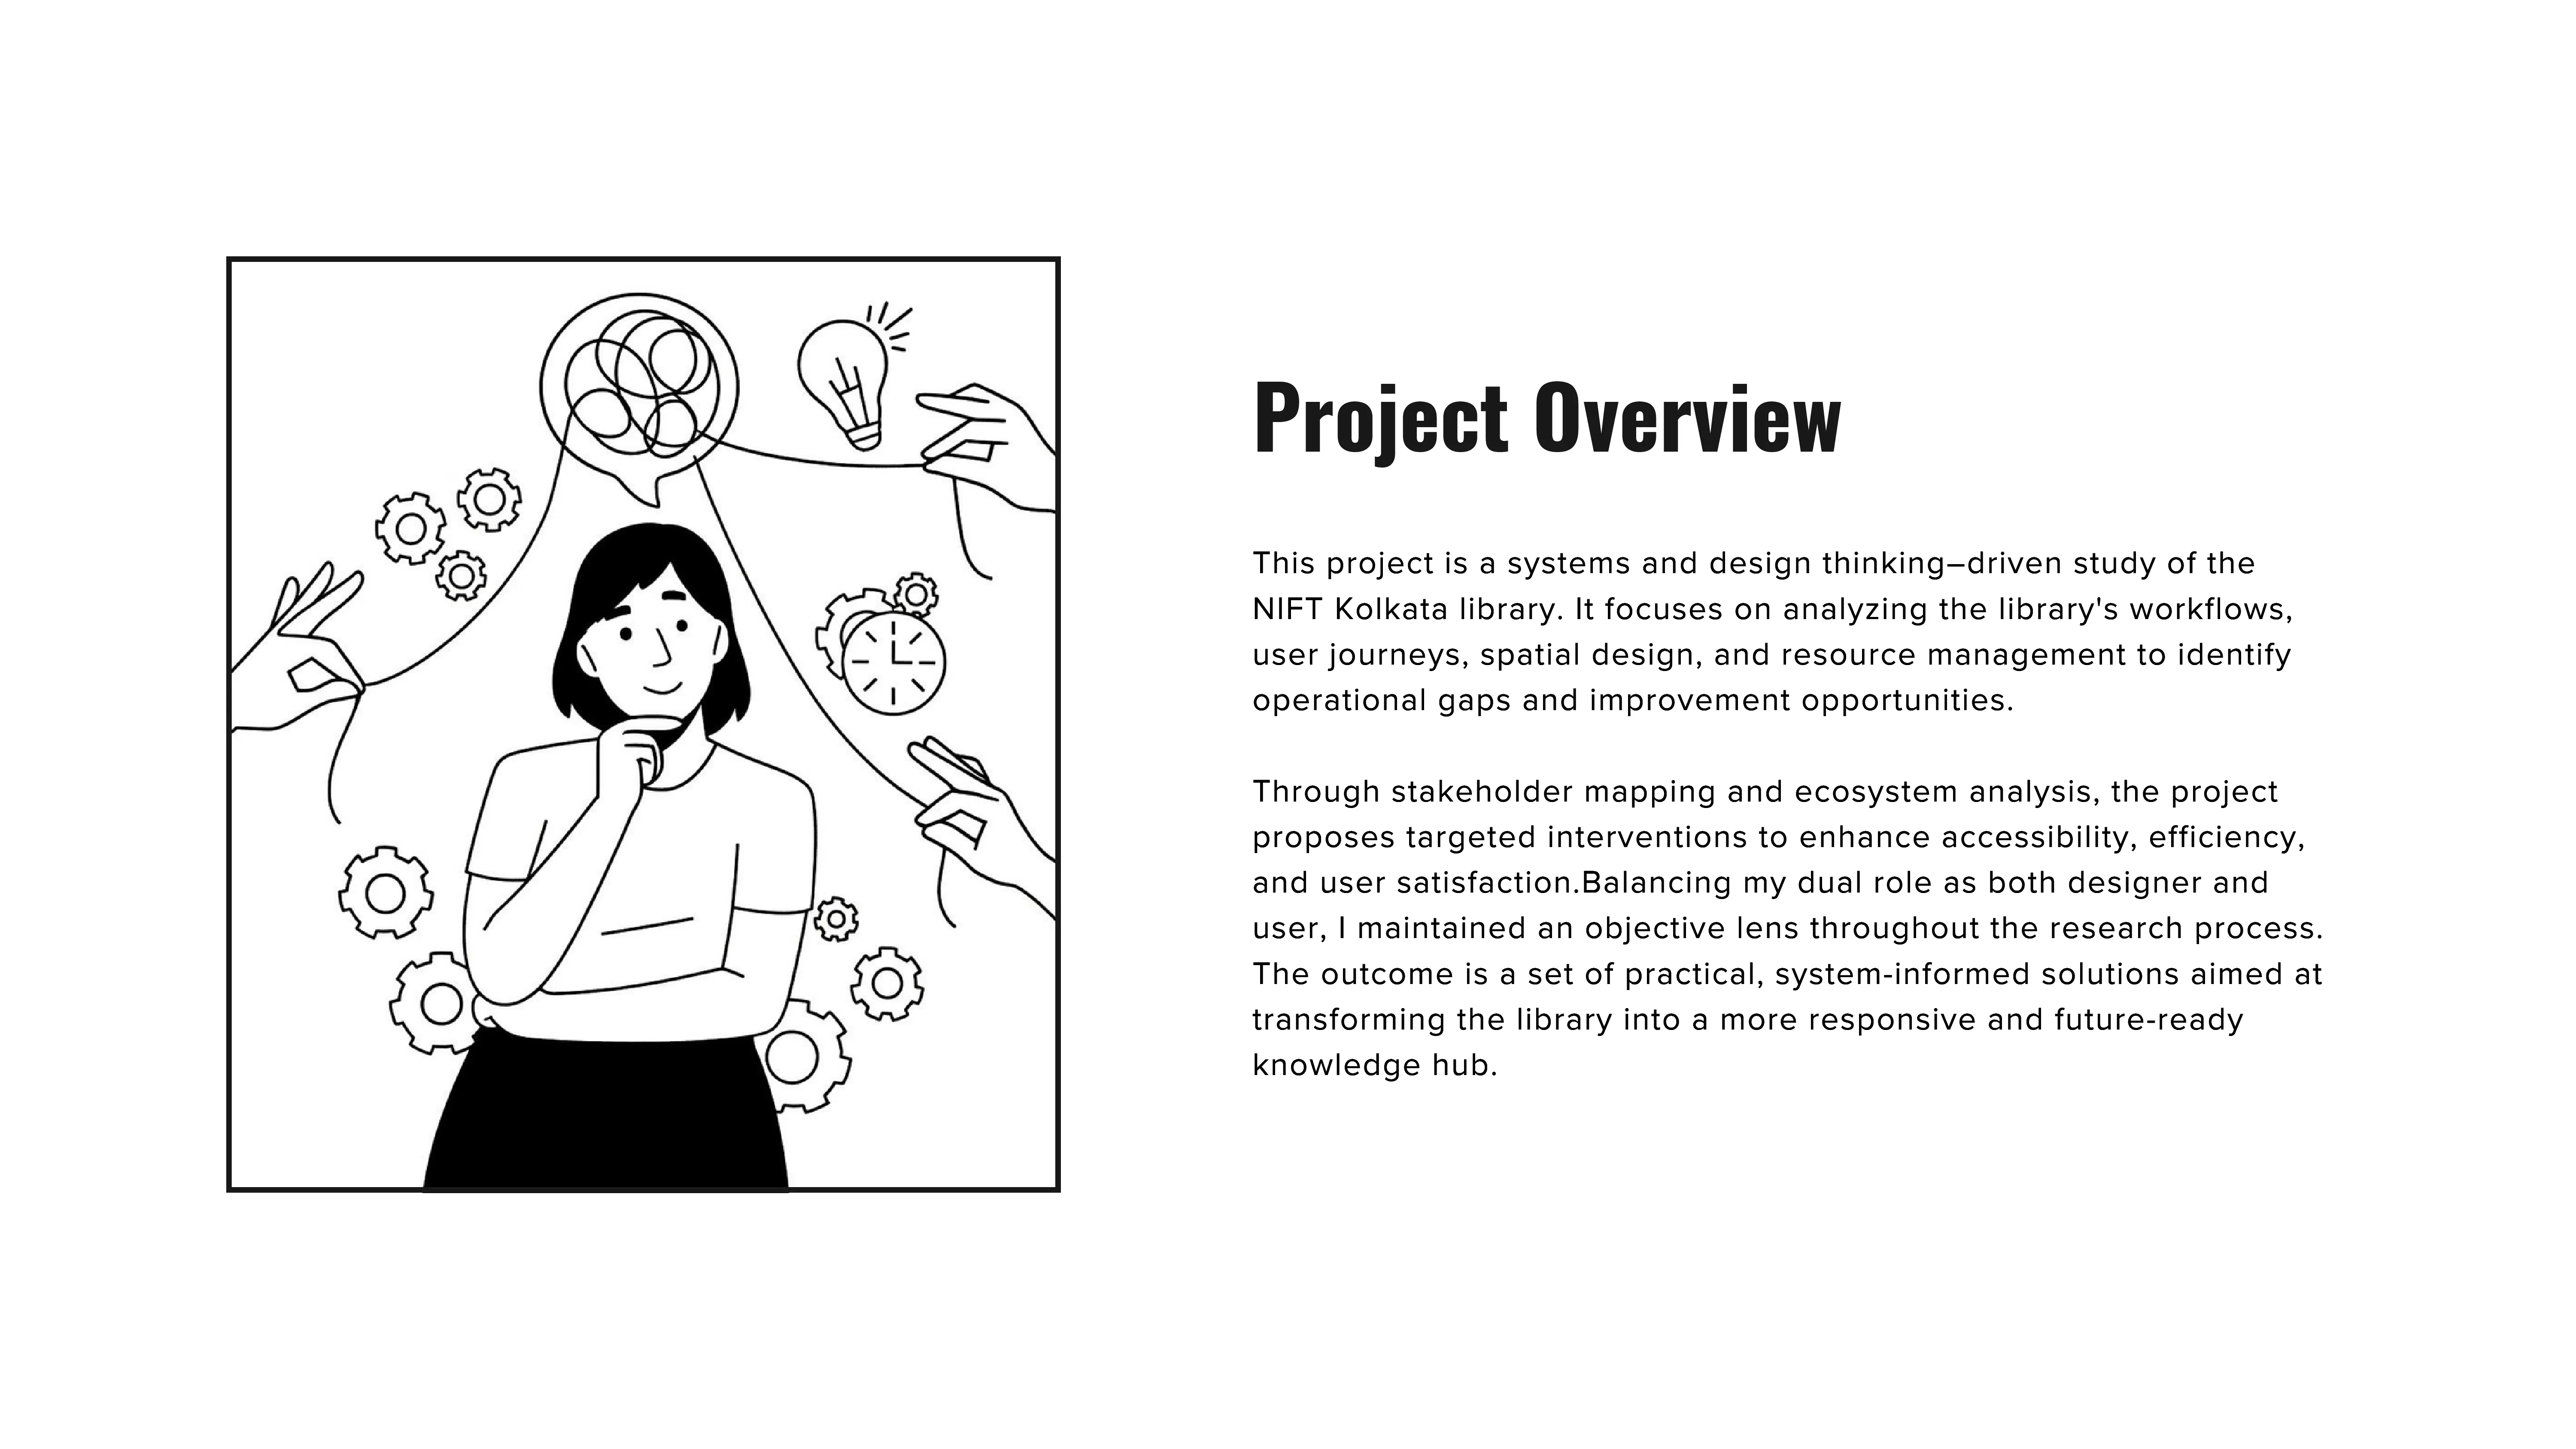 Project Overview
This project is a systems and design thinking–driven study of the
NIFT Kolkata library. It focuses on analyzing the library's workflows,
user journeys, spatial design, and resource management to identify
operational gaps and improvement opportunities.
Through stakeholder mapping and ecosystem analysis, the project
proposes targeted interventions to enhance accessibility, efficiency,
and user satisfaction.Balancing my dual role as both designer and
user, I maintained an objective lens throughout the research process.
The outcome is a set of practical, system-informed solutions aimed at
transforming the library into a more responsive and future-ready
knowledge hub.